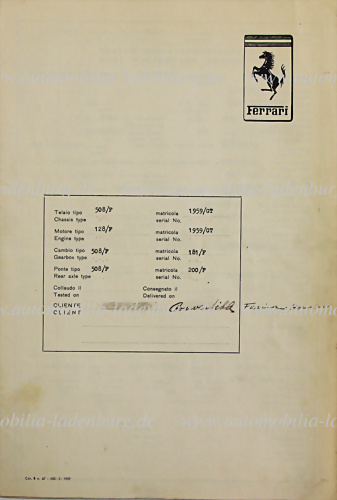 Ferrari
Telaio tipo 508/F matricola 1959/GT
Chassis type serial No.
Motore tipo 128/F matricola 1959/GT
Engine type serial No.
Cambio tipo 508/F matricola 181/F
Gearbox type serial No.
Ponte tipo 508/F matricola 200/F
Rear axle type serial No.
Collaudo il Consegnato il
Tested on Delivered on
CLIENTE
CLIENT